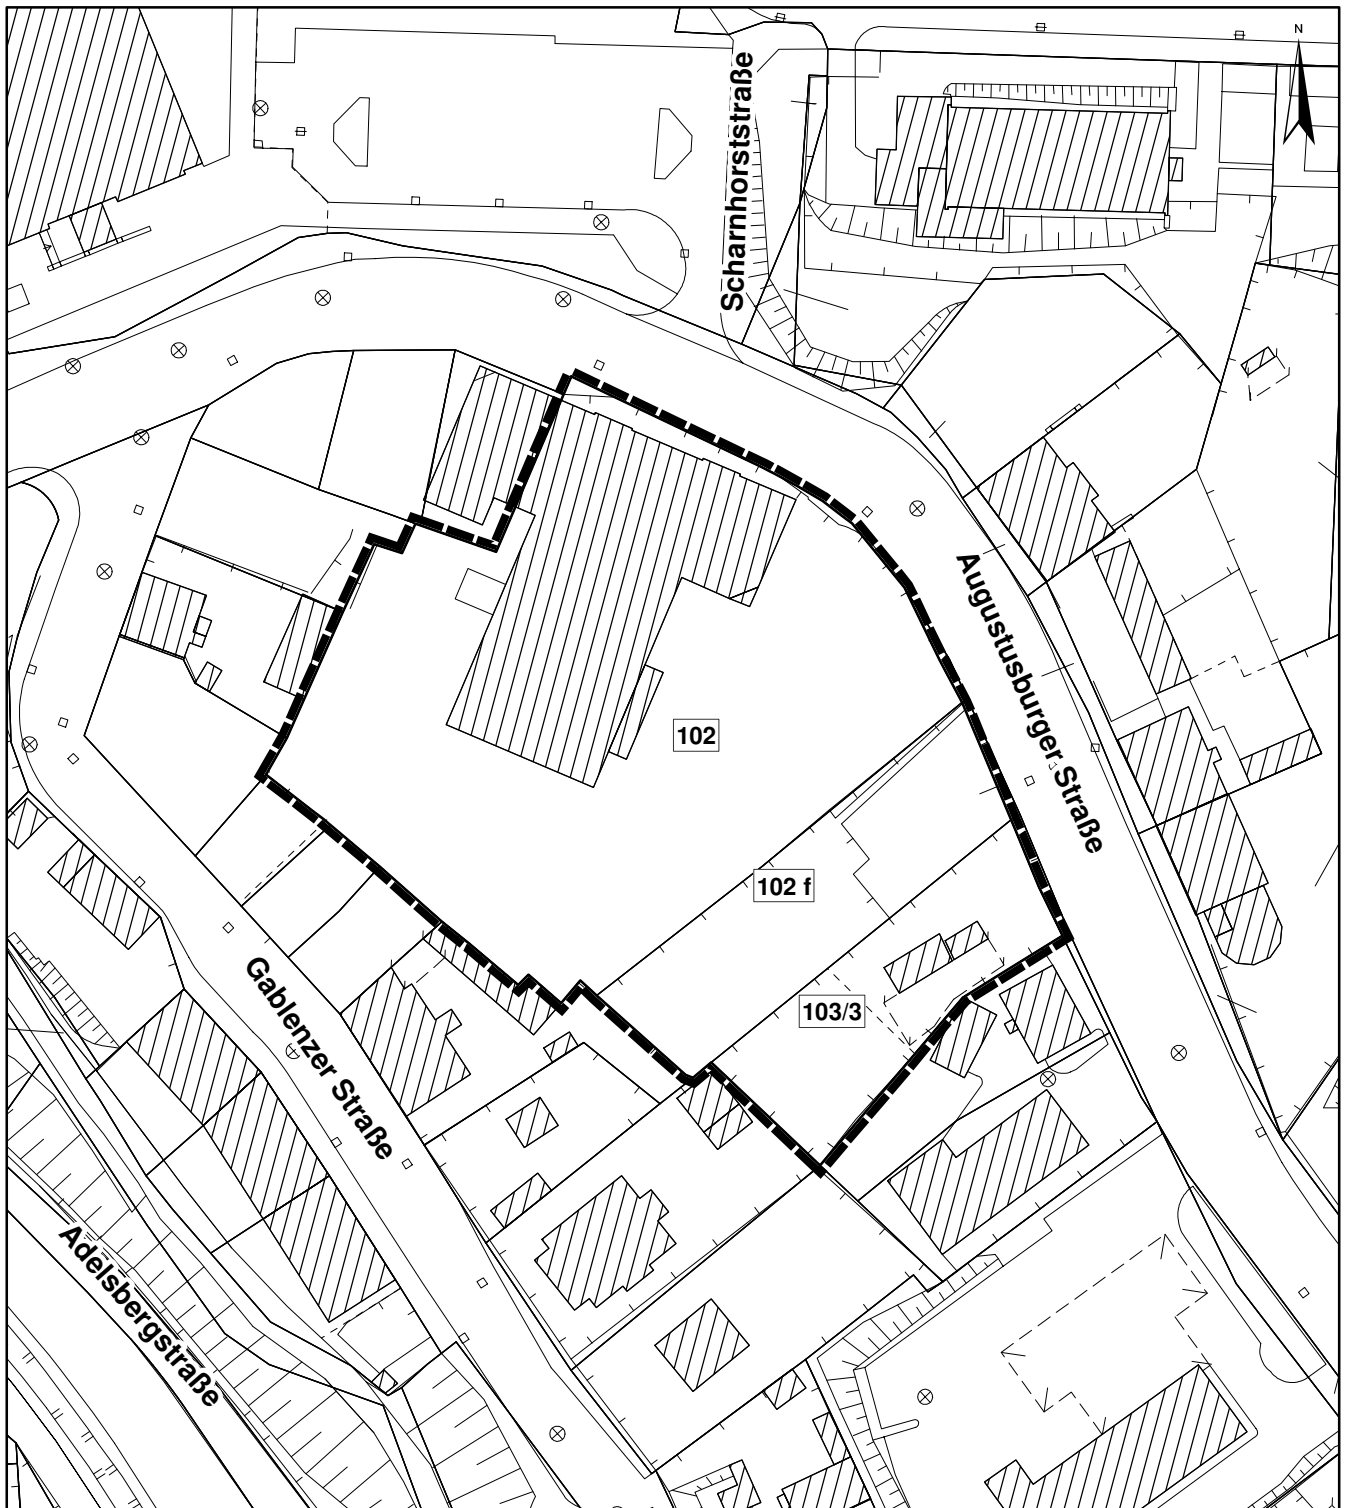 N
Scharnhorststraße
Augustusburger Straße
102
102 f
103/3
Gablenzer Straße
Adelsbergstraße